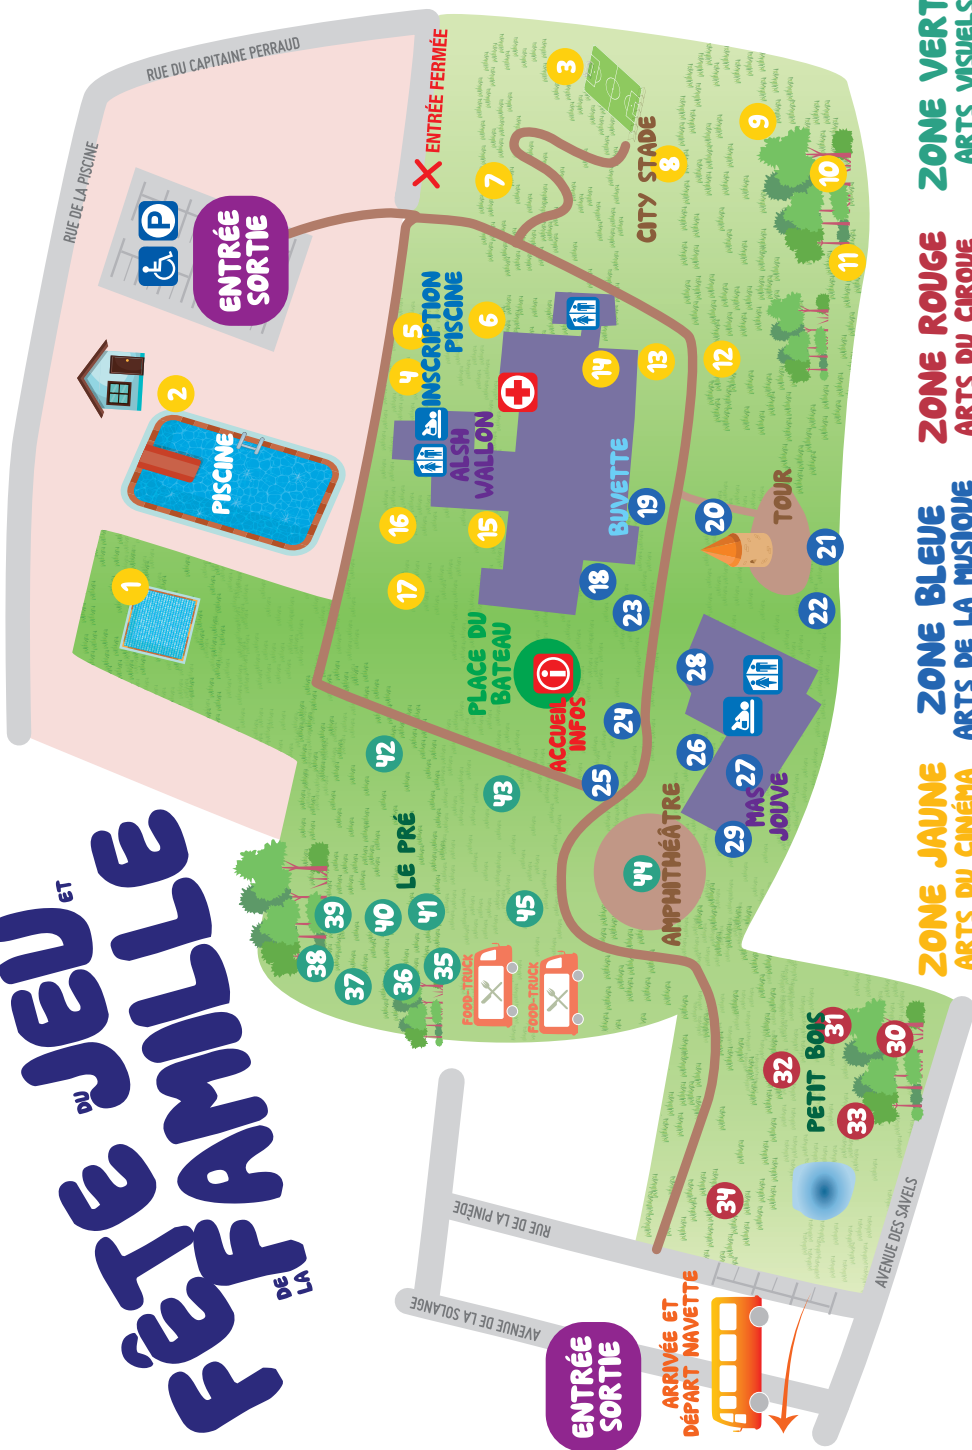 FÊTE DU JEU ET
DE LA FAMILLE
ENTRÉE
SORTIE
ARRIVÉE ET
DÉPART NAVETTE
AVENUE DE LA SOLANGE
RUE DE LA PINÈDE
AVENUE DES SAVELS
34
33
32
31
30
PETIT BOIS
FOOD-TRUCK
FOOD-TRUCK
35
36
37
38
39
40
41
LE PRÉ
42
43
45
44
AMPHITHÉÂTRE
PLACE DU
BATEAU
i
ACCUEIL
INFOS
25
24
23
18
19
29
27
26
28
MAS
JOUVE
22
21
20
TOUR
BUVETTE
17
16
15
ALSH
WALLON
INSCRIPTION
PISCINE
4
5
6
14
13
12
11
10
9
8
7
3
CITY STADE
ENTRÉE FERMÉE
1
PISCINE
2
P
ENTRÉE
SORTIE
RUE DE LA PISCINE
RUE DU CAPITAINE PERRAUD
ZONE JAUNE
ARTS DU CINÉMA
ZONE BLEUE
ARTS DE LA MUSIQUE
ZONE ROUGE
ARTS DU CIRQUE
ZONE VERT
ARTS VISUELS